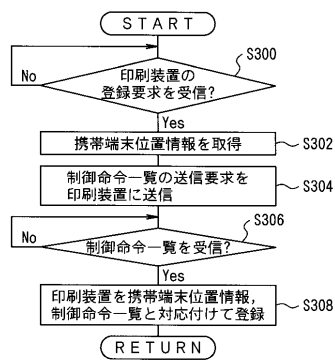 START
S300
印刷装置の
登録要求を受信?
No
Yes
携帯端末位置情報を取得
S302
制御命令一覧の送信要求を
印刷装置に送信
S304
S306
制御命令一覧を受信?
No
Yes
印刷装置を携帯端末位置情報,
制御命令一覧と対応付けて登録
S308
RETURN